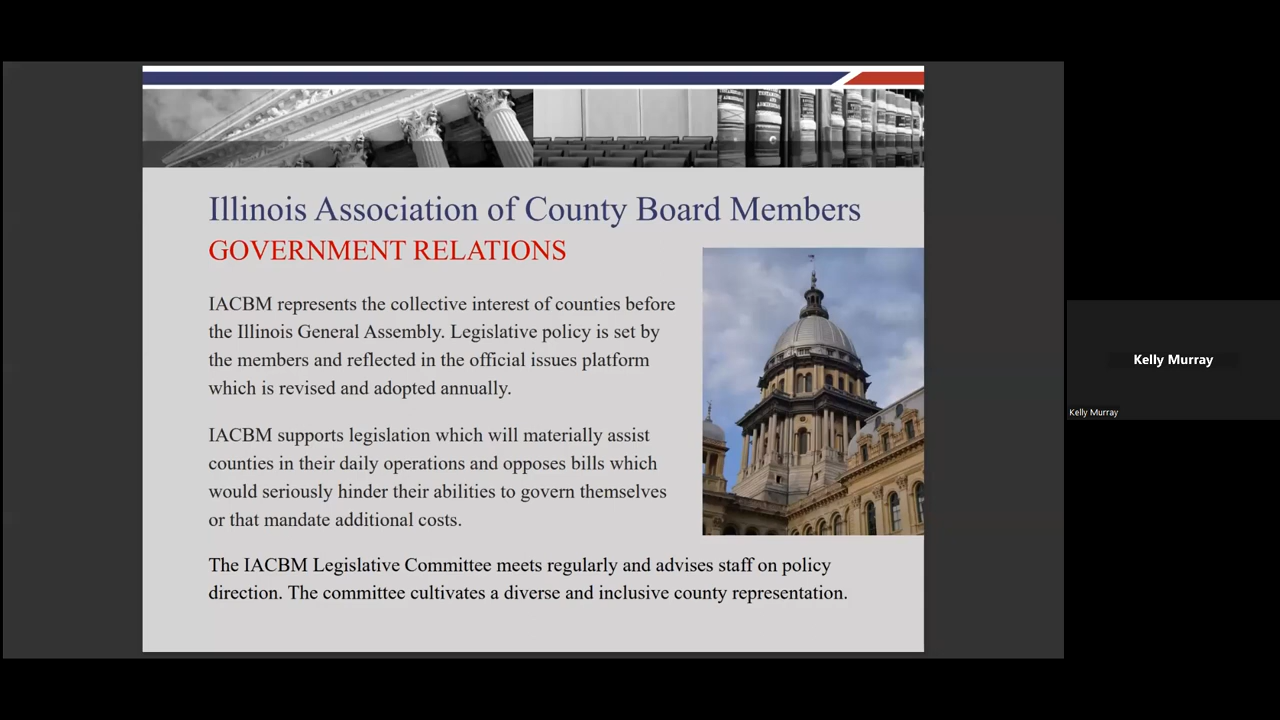 Illinois Association of County Board Members
GOVERNMENT RELATIONS
IACBM represents the collective interest of counties before
the Illinois General Assembly. Legislative policy is set by
the members and reflected in the official issues platform
which is revised and adopted annually.
IACBM supports legislation which will materially assist
counties in their daily operations and opposes bills which
would seriously hinder their abilities to govern themselves
or that mandate additional costs.
The IACBM Legislative Committee meets regularly and advises staff on policy
direction. The committee cultivates a diverse and inclusive county representation.
Kelly Murray
Kelly Murray